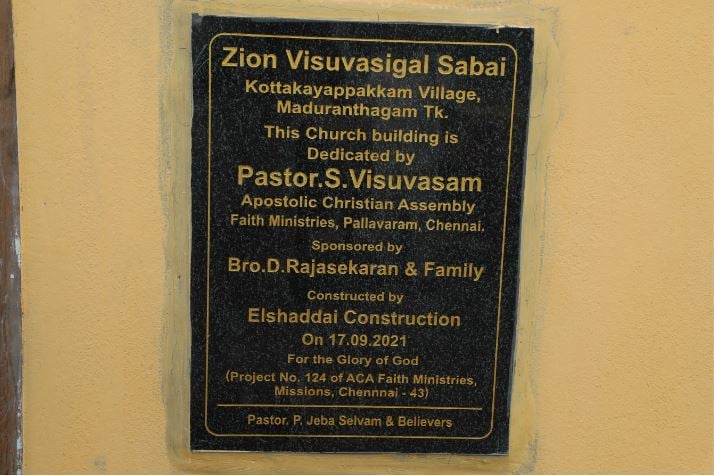 Zion Visuvasigal Sabai
Kottakayappakkam Village,
Maduranthagam Tk.
This Church building is
Dedicated by
Pastor.S.Visuvasam
Apostolic Christian Assembly
Faith Ministries, Pallavaram, Chennai.
Sponsored by
Bro.D.Rajasekaran & Family
Constructed by
Elshaddai Construction
On 17.09.2021
For the Glory of God
(Project No. 124 of ACA Faith Ministries,
Missions, Chennnai - 43)
Pastor. P. Jeba Selvam & Believers